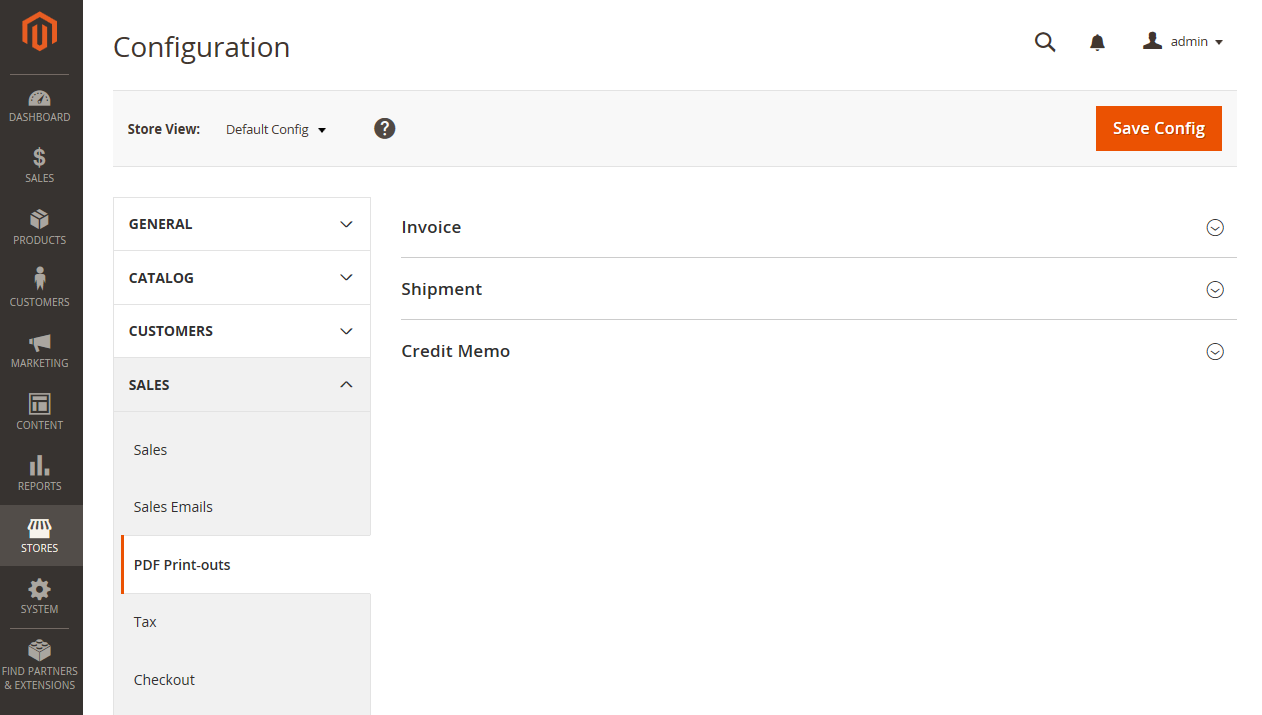 Configuration
admin
Store View:
Default Config
?
Save Config
DASHBOARD
$
SALES
PRODUCTS
CUSTOMERS
MARKETING
CONTENT
REPORTS
STORES
SYSTEM
FIND PARTNERS
& EXTENSIONS
GENERAL
CATALOG
CUSTOMERS
SALES
Sales
Sales Emails
PDF Print-outs
Tax
Checkout
Invoice
Shipment
Credit Memo